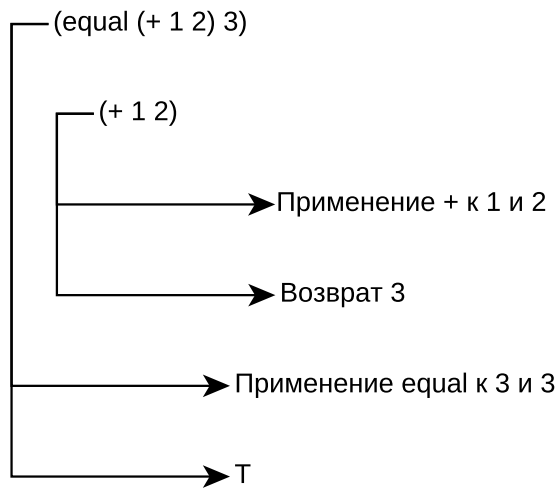 (equal (+ 1 2) 3)
(+ 1 2)
Применение + к 1 и 2
Возврат 3
Применение equal к 3 и 3
T